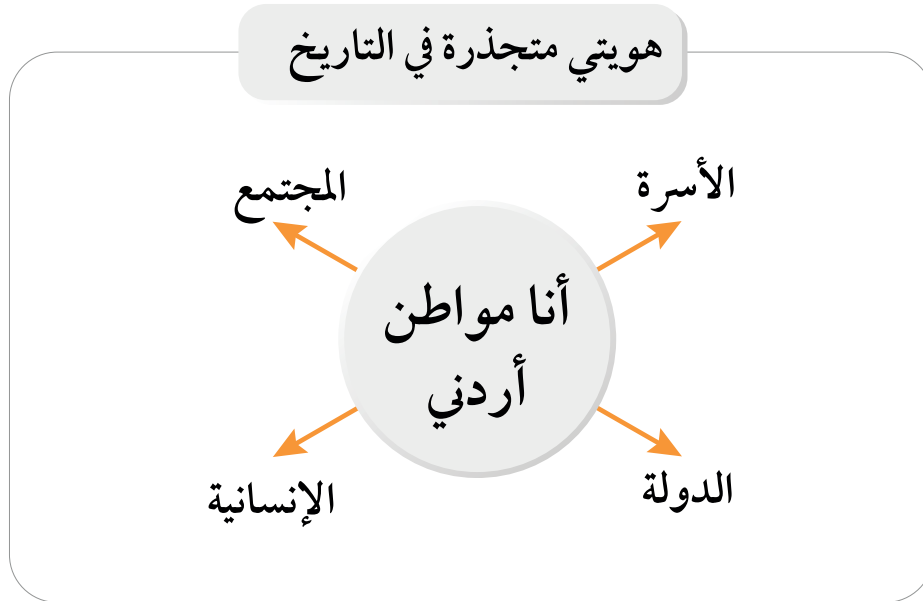 هويتي متجذرة في التاريخ
الأسرة
المجتمع
أنا مواطن
أردني
الدولة
الإنسانية